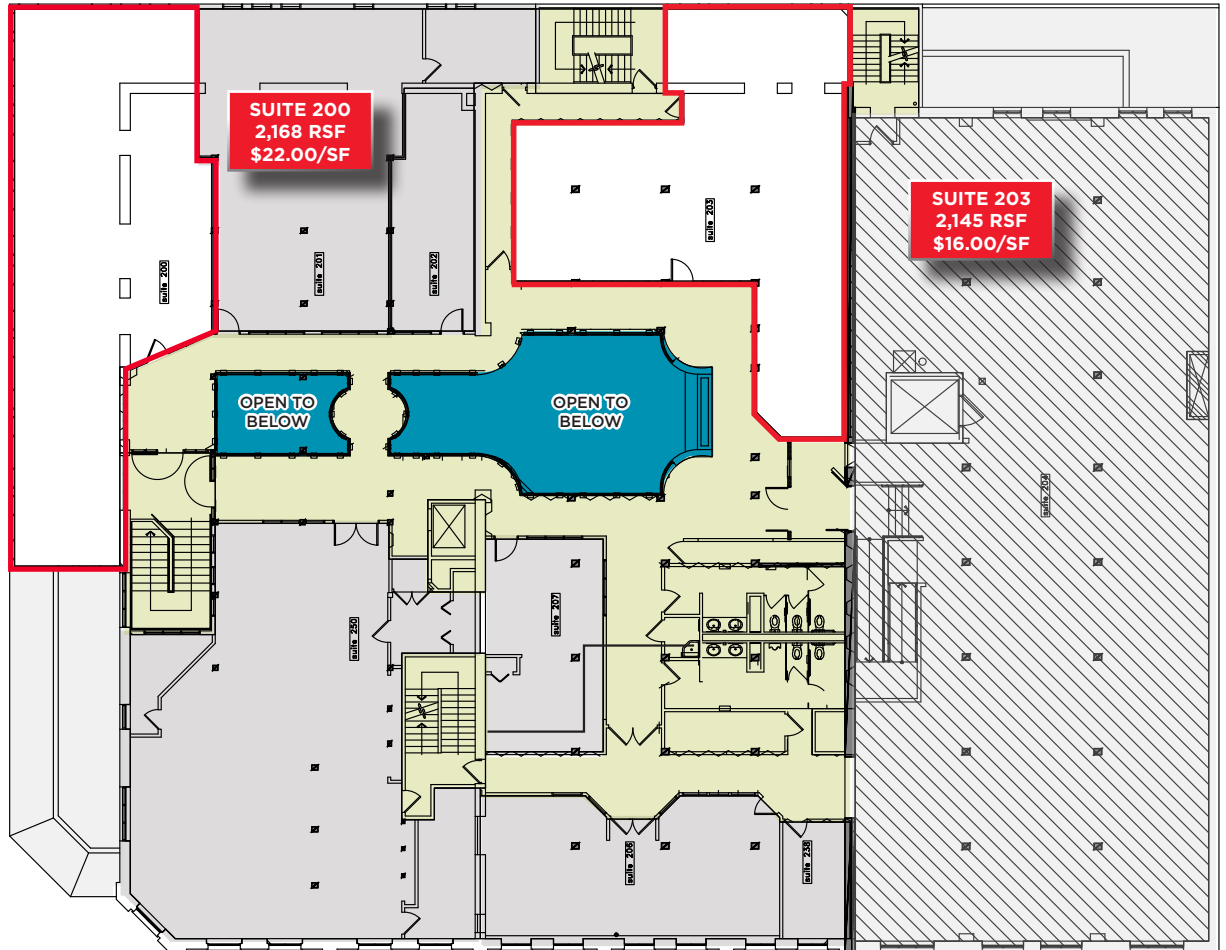 SUITE 200
2,168 RSF
$22.00/SF
SUITE 203
2,145 RSF
$16.00/SF
suite 203
suite 200
suite 201
suite 202
OPEN TO
BELOW
OPEN TO
BELOW
suite 204
suite 207
suite 250
suite 206
suite 238